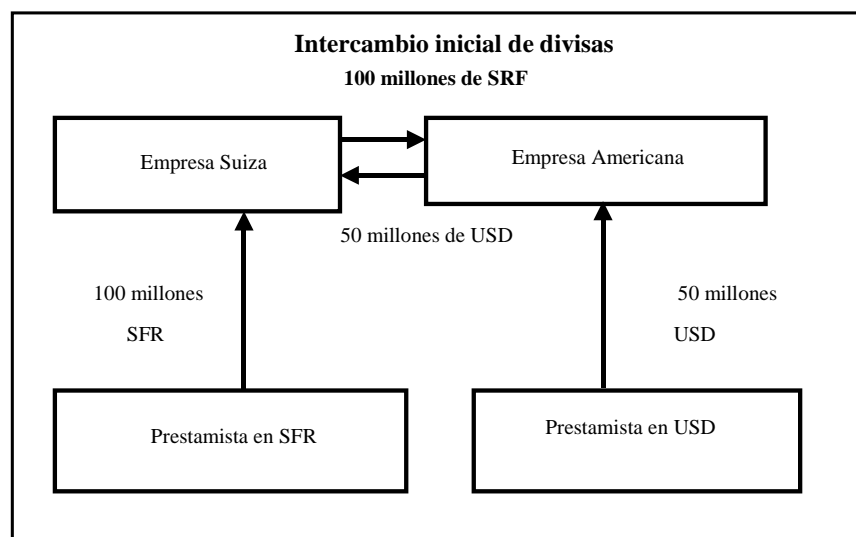 Intercambio inicial de divisas
100 millones de SRF
Empresa Suiza
Empresa Americana
50 millones de USD
100 millones
SFR
50 millones
USD
Prestamista en SFR
Prestamista en USD